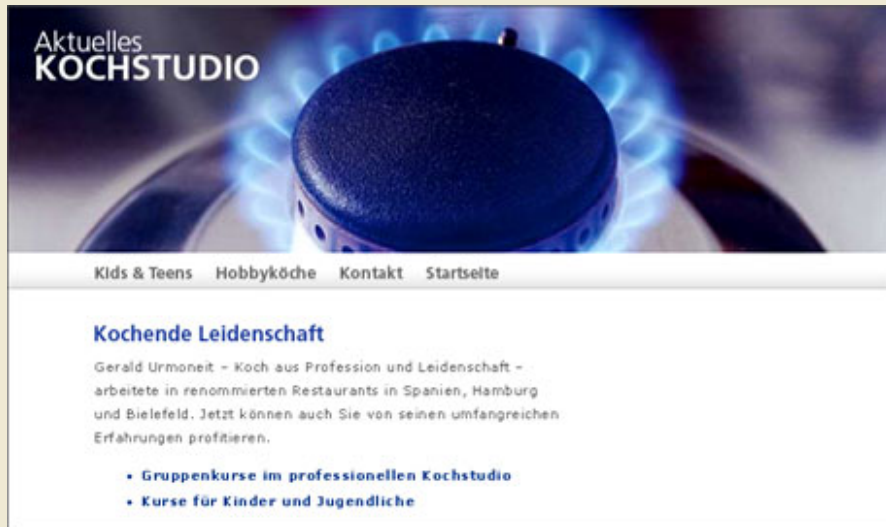 Aktuelles
KOCHSTUDIO
Kids & Teens Hobbyköche Kontakt Startseite
Kochende Leidenschaft
Gerald Urmoneit – Koch aus Profession und Leidenschaft –
arbeitete in renommierten Restaurants in Spanien, Hamburg
und Bielefeld. Jetzt können auch Sie von seinen umfangreichen
Erfahrungen profitieren.
• Gruppenkurse im professionellen Kochstudio
• Kurse für Kinder und Jugendliche